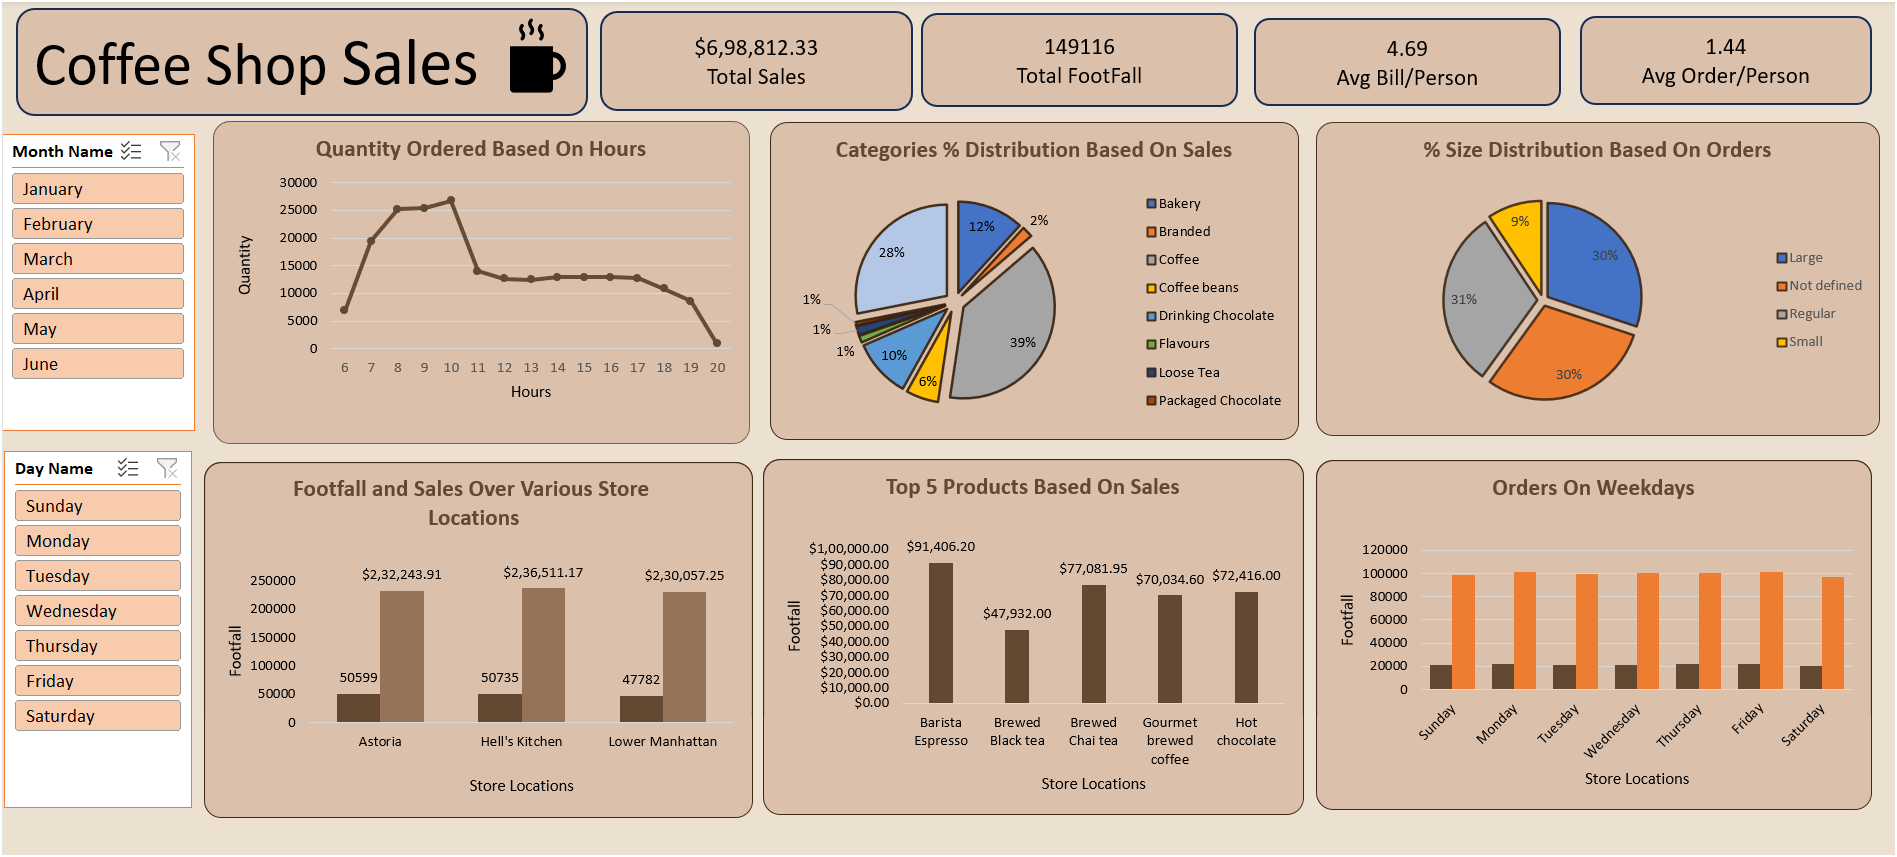 Coffee Shop Sales
$6,98,812.33
Total Sales
149116
Total FootFall
4.69
Avg Bill/Person
1.44
Avg Order/Person
Month Name
January
February
March
April
May
June
Day Name
Sunday
Monday
Tuesday
Wednesday
Thursday
Friday
Saturday
Quantity Ordered Based On Hours
Quantity
30000
25000
20000
15000
10000
5000
0
6 7 8 9 10 11 12 13 14 15 16 17 18 19 20
Hours
Categories % Distribution Based On Sales
12%
2%
39%
6%
10%
1%
1%
1%
28%
Bakery
Branded
Coffee
Coffee beans
Drinking Chocolate
Flavours
Loose Tea
Packaged Chocolate
% Size Distribution Based On Orders
30%
30%
31%
9%
Large
Not defined
Regular
Small
Footfall and Sales Over Various Store
Locations
Footfall
250000
200000
150000
100000
50000
0
$2,32,243.91
$2,36,511.17
$2,30,057.25
50599
50735
47782
Astoria
Hell's Kitchen
Lower Manhattan
Store Locations
Top 5 Products Based On Sales
Footfall
$1,00,000.00
$90,000.00
$80,000.00
$70,000.00
$60,000.00
$50,000.00
$40,000.00
$30,000.00
$20,000.00
$10,000.00
$0.00
$91,406.20
$47,932.00
$77,081.95
$70,034.60
$72,416.00
Barista
Espresso
Brewed
Black tea
Brewed
Chai tea
Gourmet
brewed
coffee
Hot
chocolate
Store Locations
Orders On Weekdays
Footfall
120000
100000
80000
60000
40000
20000
0
Sunday
Monday
Tuesday
Wednesday
Thursday
Friday
Saturday
Store Locations